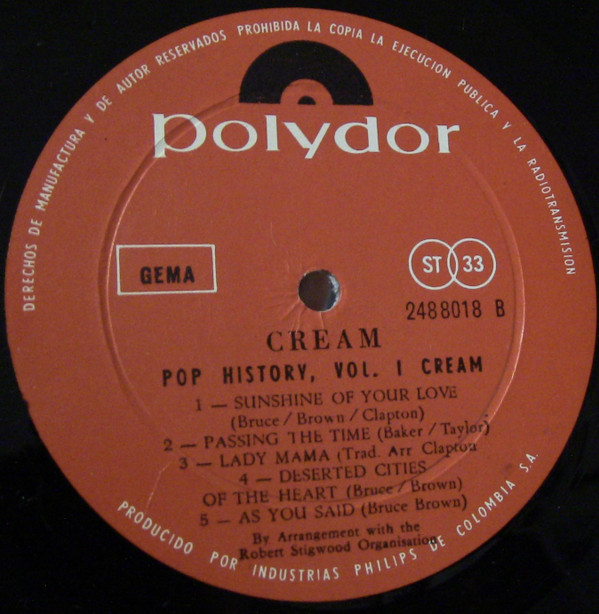 DERECHOS DE MANUFACTURA Y DE AUTOR RESERVADOS PROHIBIDA LA COPIA LA EJECUCION PUBLICA Y LA RADIOTRANSMISION
polydor
GEMA
ST 33
2488018 B
CREAM
POP HISTORY, VOL. I CREAM
1 — SUNSHINE OF YOUR LOVE
(Bruce / Brown / Clapton)
2 — PASSING THE TIME (Baker / Taylor)
3 — LADY MAMA (Trad. Arr Clapton
4 — DESERTED CITIES
OF THE HEART (Bruce / Brown)
5 — AS YOU SAID (Bruce Brown)
By Arrangement with the
Robert Stigwood Organisation
PRODUCIDO POR INDUSTRIAS PHILIPS DE COLOMBIA S.A.